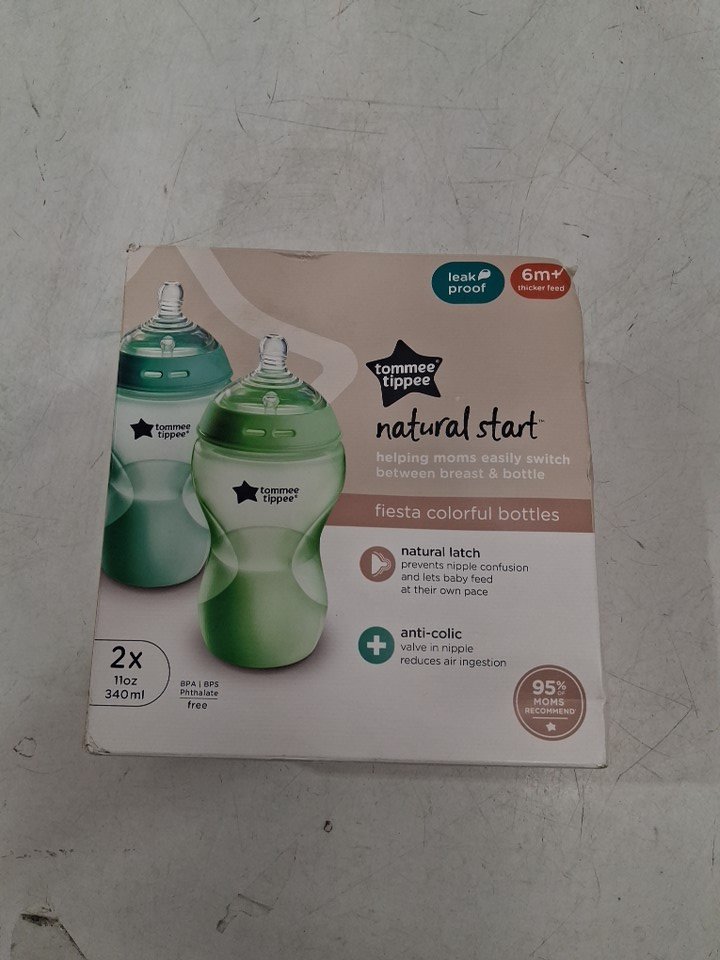 leak
proof
6m+
thicker feed
tommee
tippee®
natural start™
helping moms easily switch
between breast & bottle
fiesta colorful bottles
tommee
tippee®
tommee
tippee®
natural latch
prevents nipple confusion
and lets baby feed
at their own pace
anti-colic
valve in nipple
reduces air ingestion
2x
11oz
340ml
BPA | BPS
Phthalate
free
95%
OF
MOMS
RECOMMEND